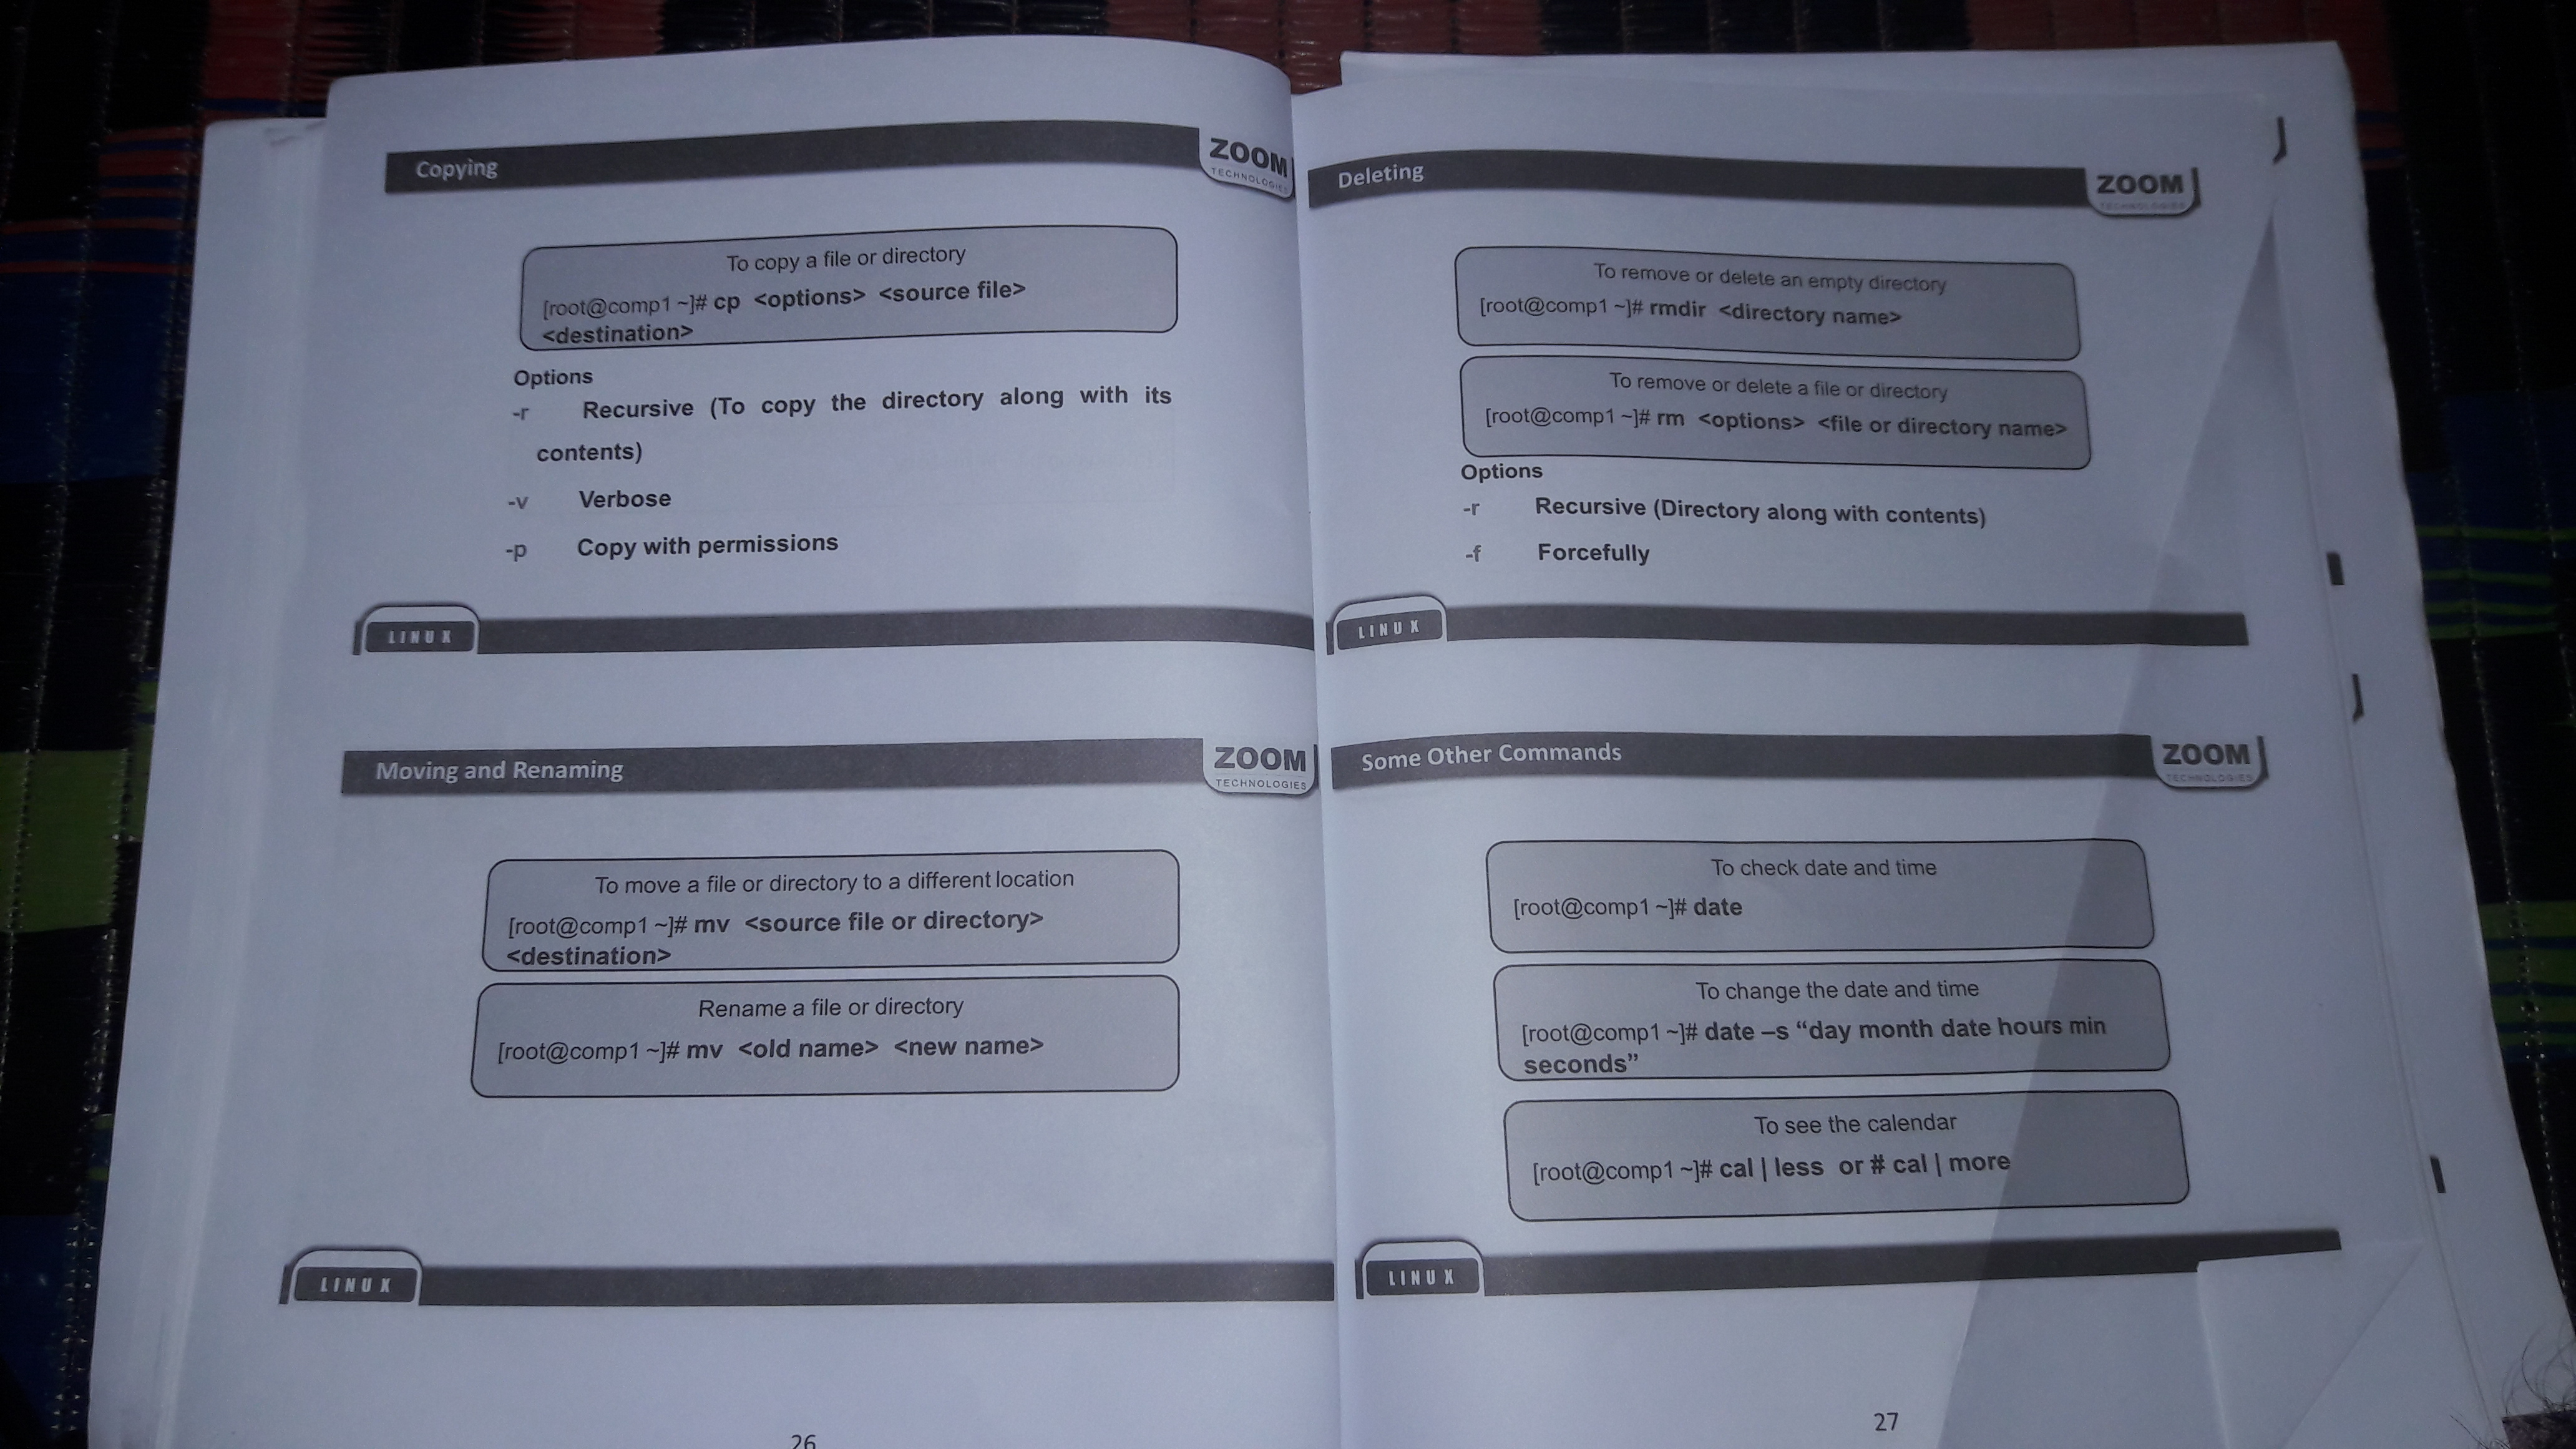 Copying
ZOOM
TECHNOLOGIES
To copy a file or directory
[root@comp1 ~]# cp <options> <source file>
<destination>
Options
-r Recursive (To copy the directory along with its
contents)
-v Verbose
-p Copy with permissions
LINUX
Moving and Renaming
ZOOM
TECHNOLOGIES
To move a file or directory to a different location
[root@comp1 ~]# mv <source file or directory>
<destination>
Rename a file or directory
[root@comp1 ~]# mv <old name> <new name>
LINUX
26
Deleting
ZOOM
TECHNOLOGIES
To remove or delete an empty directory
[root@comp1 ~]# rmdir <directory name>
To remove or delete a file or directory
[root@comp1 ~]# rm <options> <file or directory name>
Options
-r Recursive (Directory along with contents)
-f Forcefully
LINUX
Some Other Commands
ZOOM
TECHNOLOGIES
To check date and time
[root@comp1 ~]# date
To change the date and time
[root@comp1 ~]# date –s “day month date hours min
seconds”
To see the calendar
[root@comp1 ~]# cal | less or # cal | more
LINUX
27